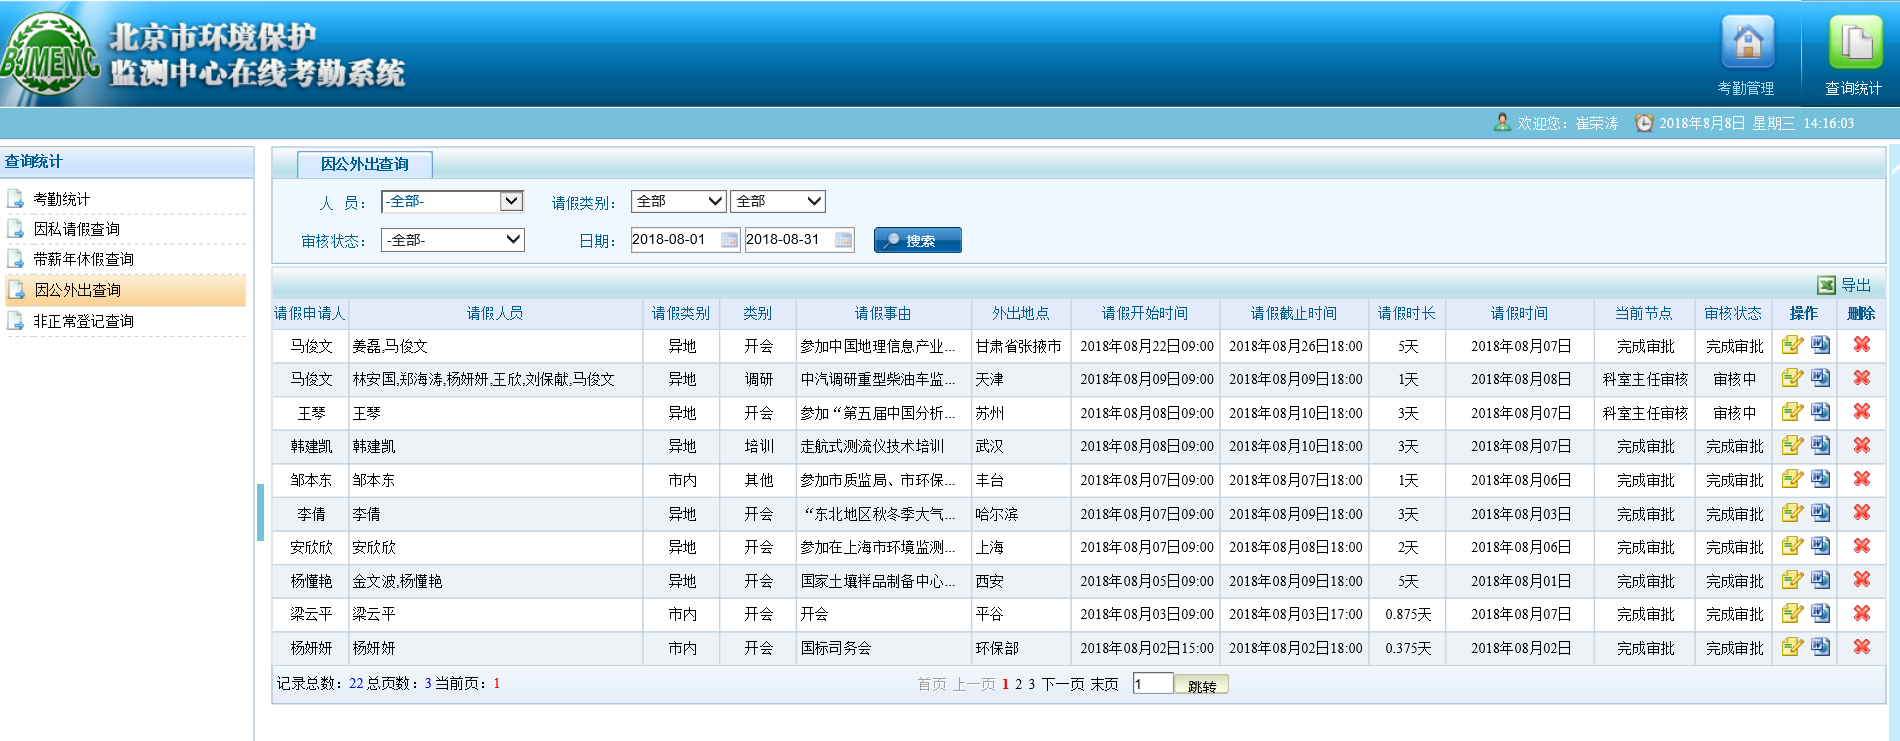 BJMEMC
北京市环境保护
监测中心在线考勤系统
考勤管理
查询统计
欢迎您：崔荣涛 2018年8月8日 星期三 14:16:03
查询统计
考勤统计
因私请假查询
带薪年休假查询
因公外出查询
非正常登记查询
因公外出查询
人 员： -全部- 请假类别： 全部 全部
审核状态： -全部- 日期： 2018-08-01 2018-08-31 搜索
导出
请假申请人 请假人员 请假类别 类别 请假事由 外出地点 请假开始时间 请假截止时间 请假时长 请假时间 当前节点 审核状态 操作 删除
马俊文 姜磊,马俊文 异地 开会 参加中国地理信息产业... 甘肃省张掖市 2018年08月22日09:00 2018年08月26日18:00 5天 2018年08月07日 完成审批 完成审批
马俊文 林安国,郑海涛,杨妍妍,王欣,刘保献,马俊文 异地 调研 中汽调研重型柴油车监... 天津 2018年08月09日09:00 2018年08月09日18:00 1天 2018年08月08日 科室主任审核 审核中
王琴 王琴 异地 开会 参加“第五届中国分析... 苏州 2018年08月08日09:00 2018年08月10日18:00 3天 2018年08月07日 科室主任审核 审核中
韩建凯 韩建凯 异地 培训 走航式测流仪技术培训 武汉 2018年08月08日09:00 2018年08月10日18:00 3天 2018年08月07日 完成审批 完成审批
邹本东 邹本东 市内 其他 参加市质监局、市环保... 丰台 2018年08月07日09:00 2018年08月07日18:00 1天 2018年08月06日 完成审批 完成审批
李倩 李倩 异地 开会 “东北地区秋冬季大气... 哈尔滨 2018年08月07日09:00 2018年08月09日18:00 3天 2018年08月03日 完成审批 完成审批
安欣欣 安欣欣 异地 开会 参加在上海市环境监测... 上海 2018年08月07日09:00 2018年08月08日18:00 2天 2018年08月06日 完成审批 完成审批
杨懂艳 金文波,杨懂艳 异地 开会 国家土壤样品制备中心... 西安 2018年08月05日09:00 2018年08月09日18:00 5天 2018年08月01日 完成审批 完成审批
梁云平 梁云平 市内 开会 开会 平谷 2018年08月03日09:00 2018年08月03日17:00 0.875天 2018年08月07日 完成审批 完成审批
杨妍妍 杨妍妍 市内 开会 国标司务会 环保部 2018年08月02日15:00 2018年08月02日18:00 0.375天 2018年08月02日 完成审批 完成审批
记录总数：22 总页数：3 当前页：1 首页 上一页 1 2 3 下一页 末页 1 跳转